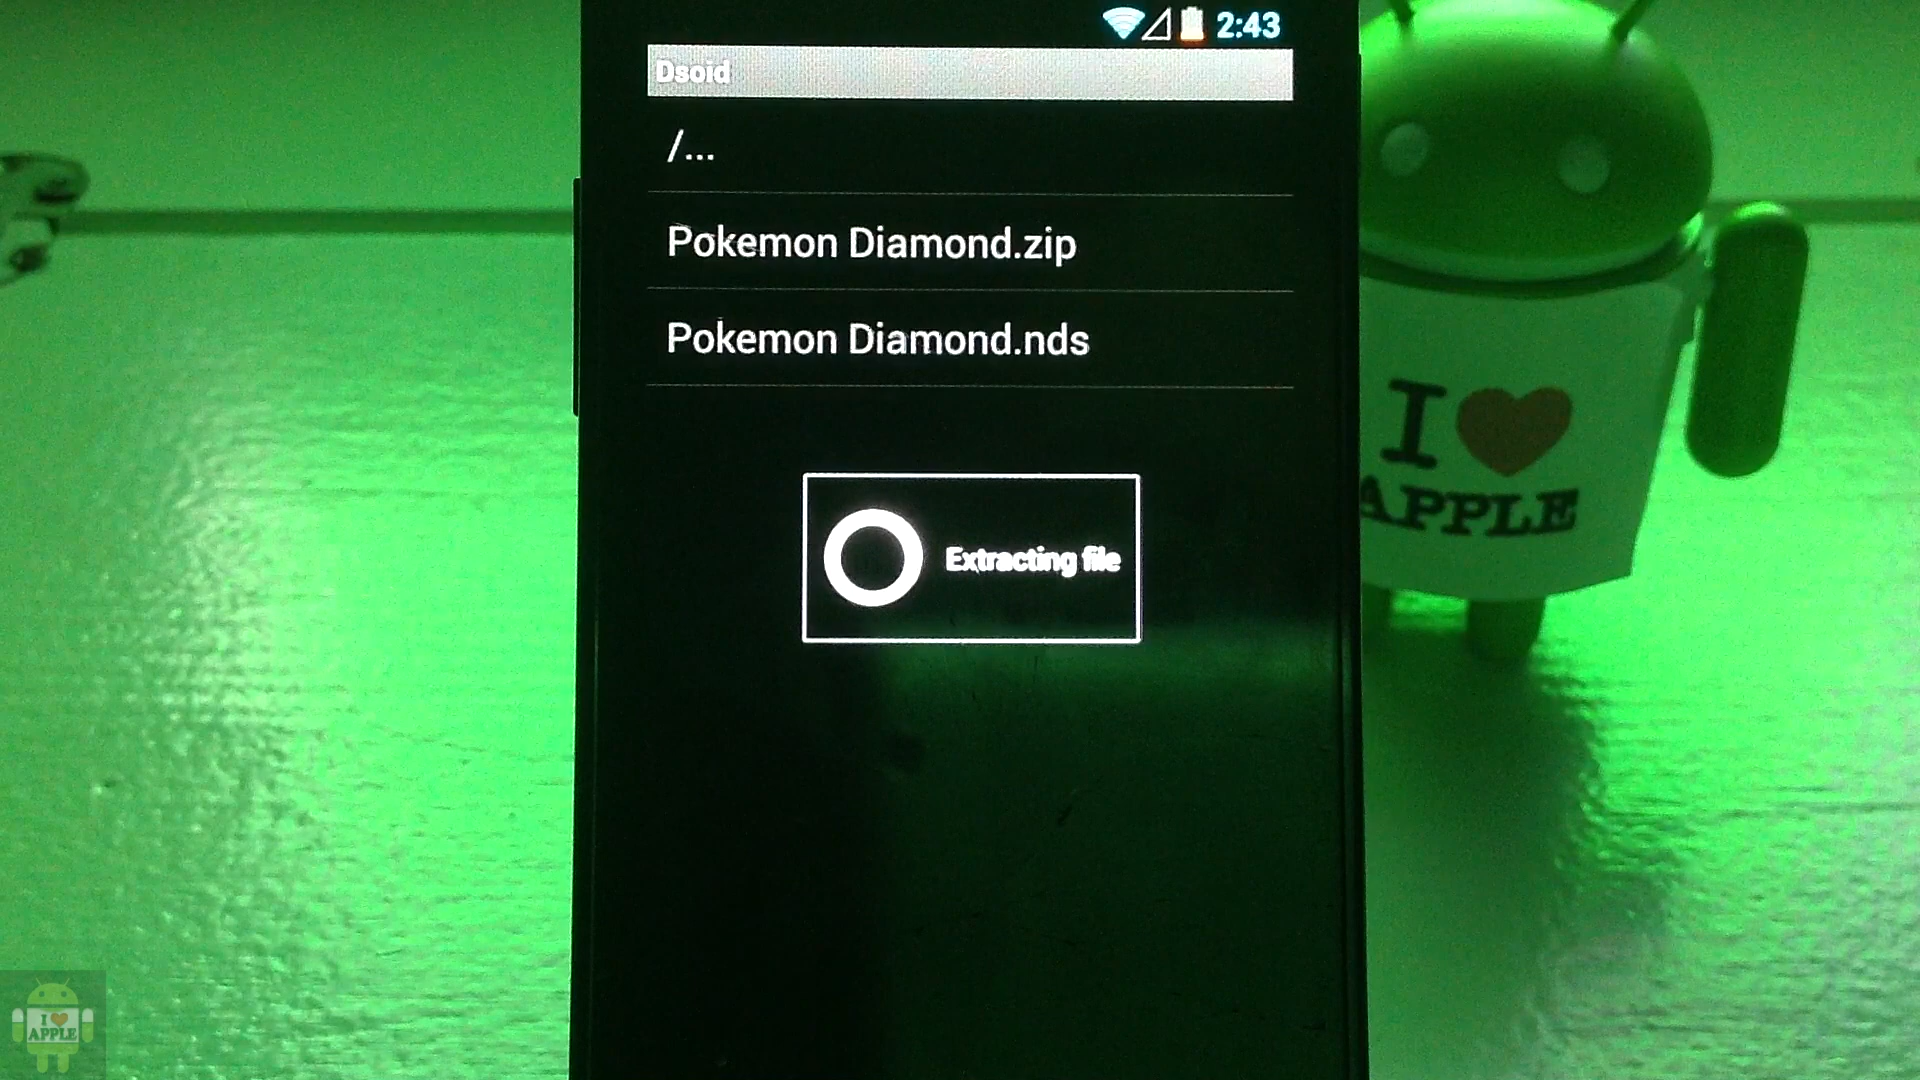 2:43
Dsoid
/...
Pokemon Diamond.zip
Pokemon Diamond.nds
Extracting file
I
APPLE
I
APPLE